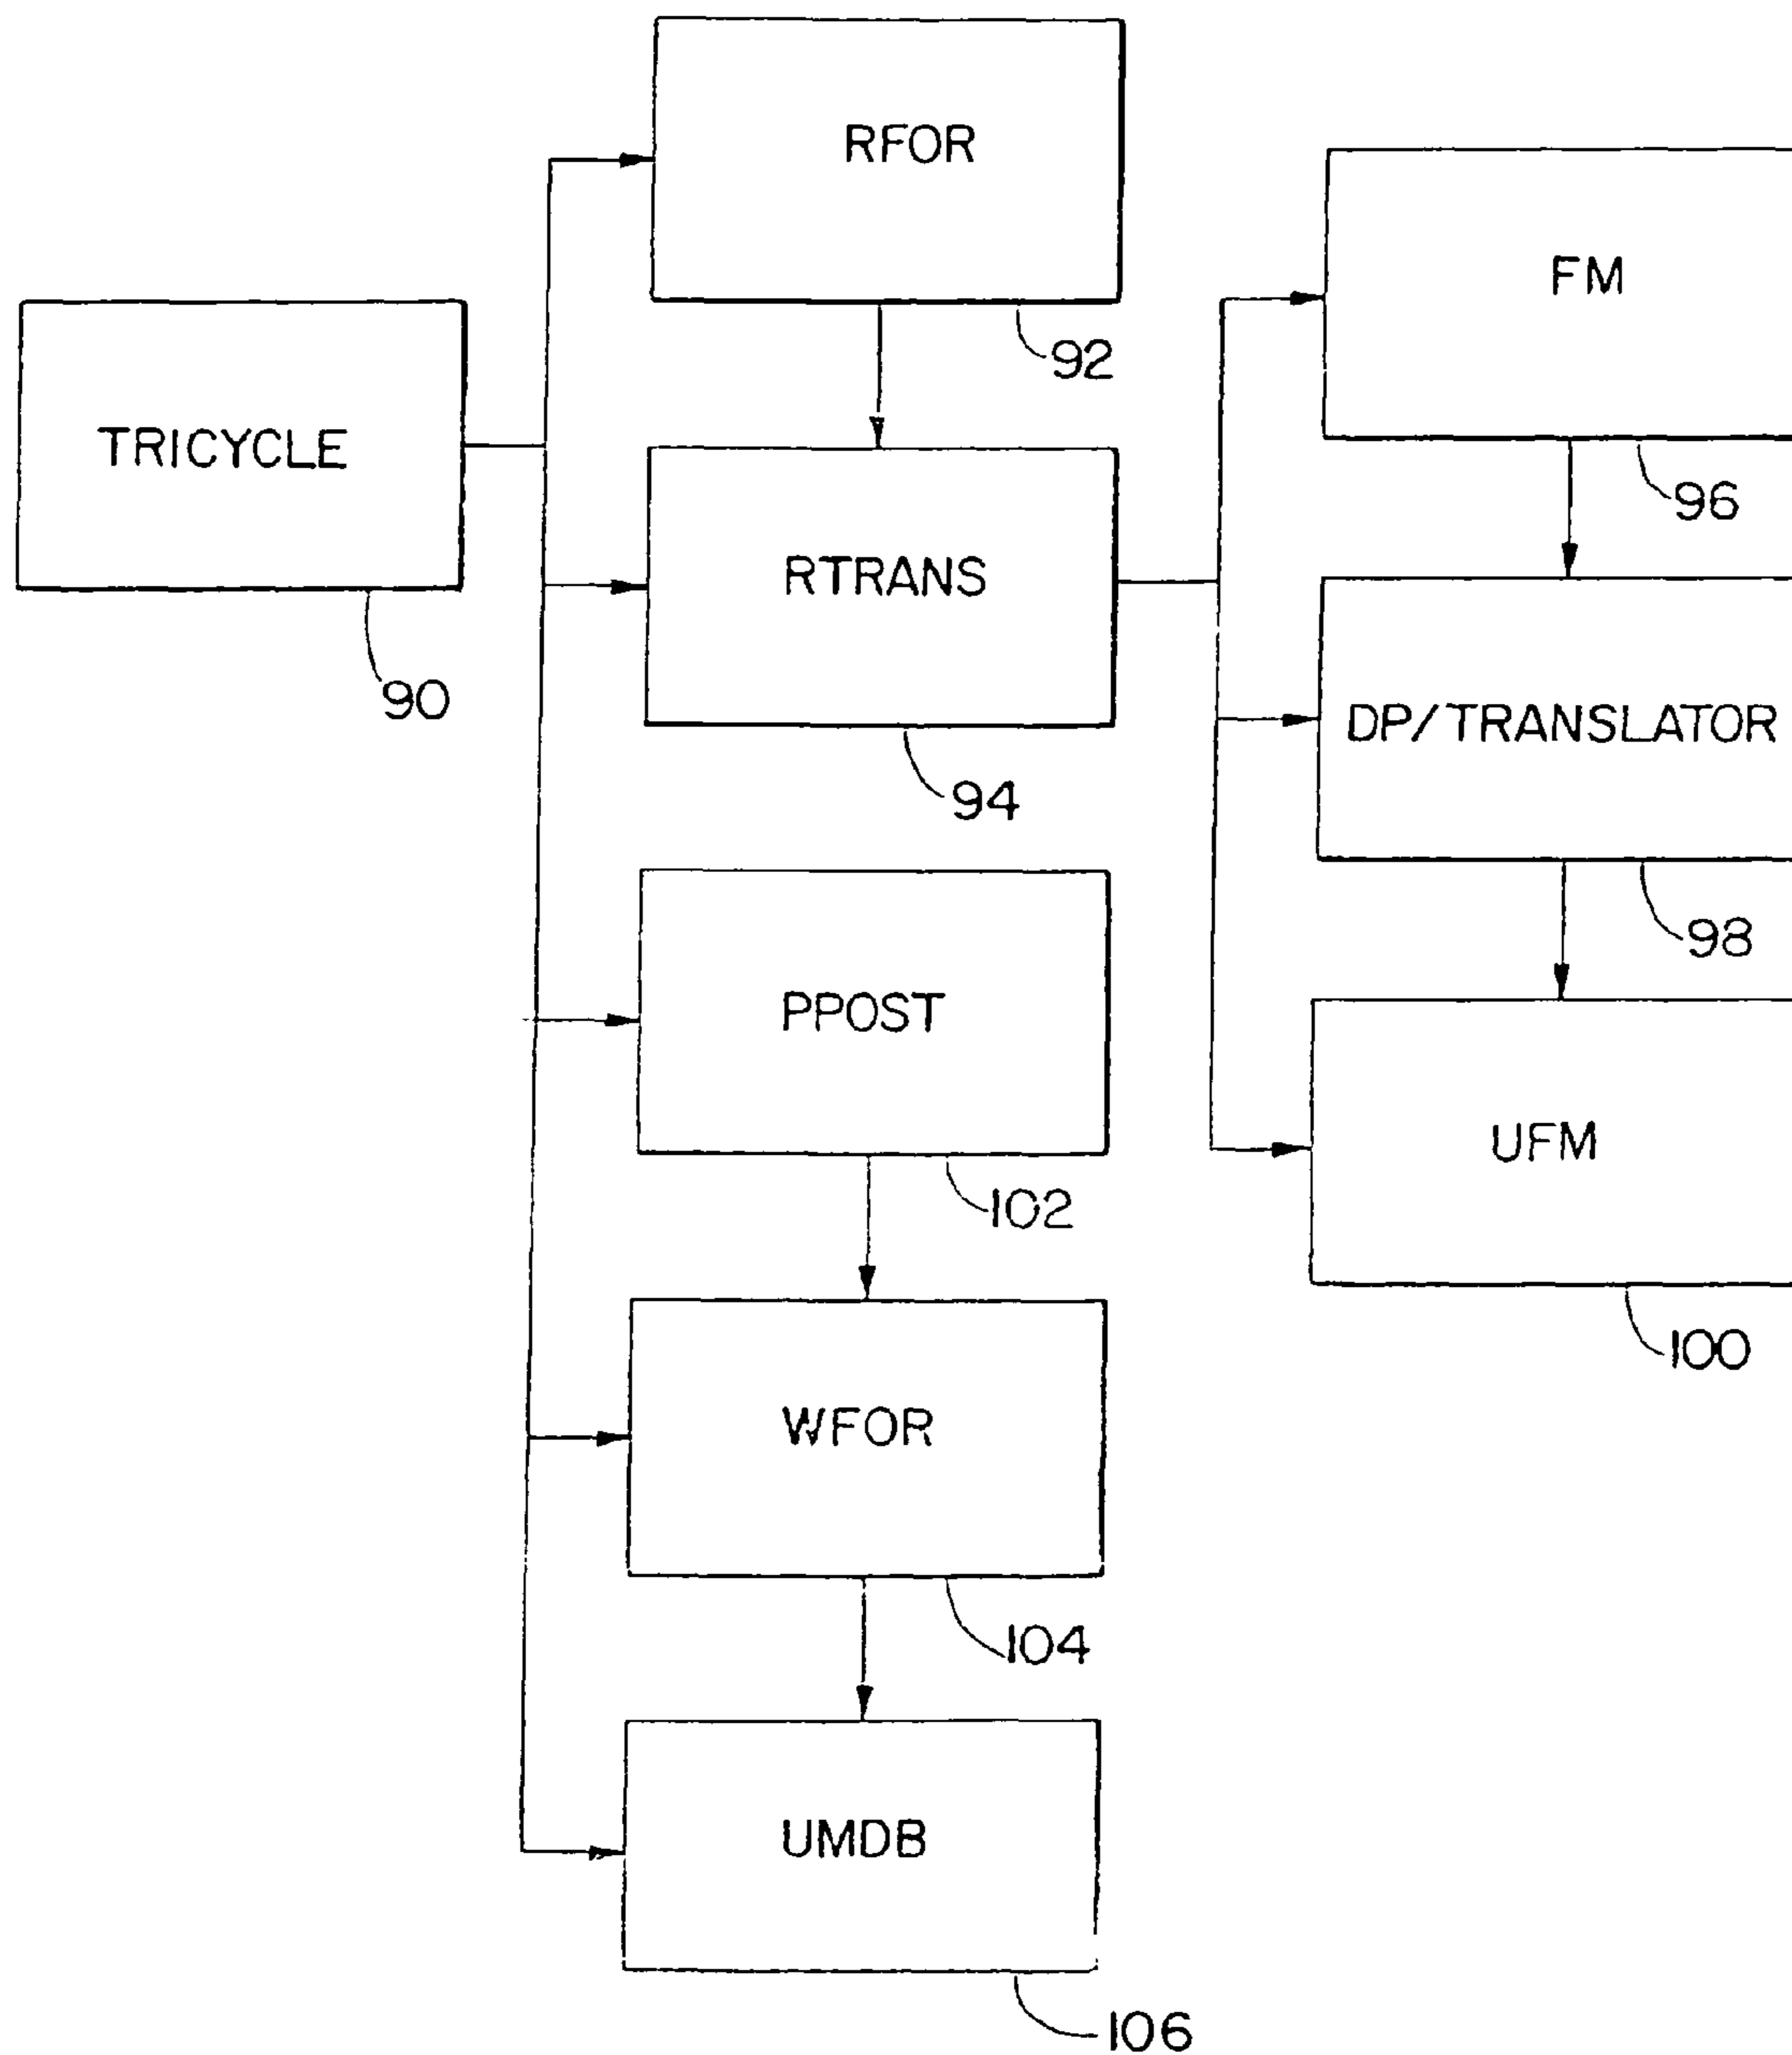 RFOR
92
FM
96
TRICYCLE
90
RTRANS
94
DP/TRANSLATOR
98
PPOST
102
UFM
100
WFOR
104
UMDB
106